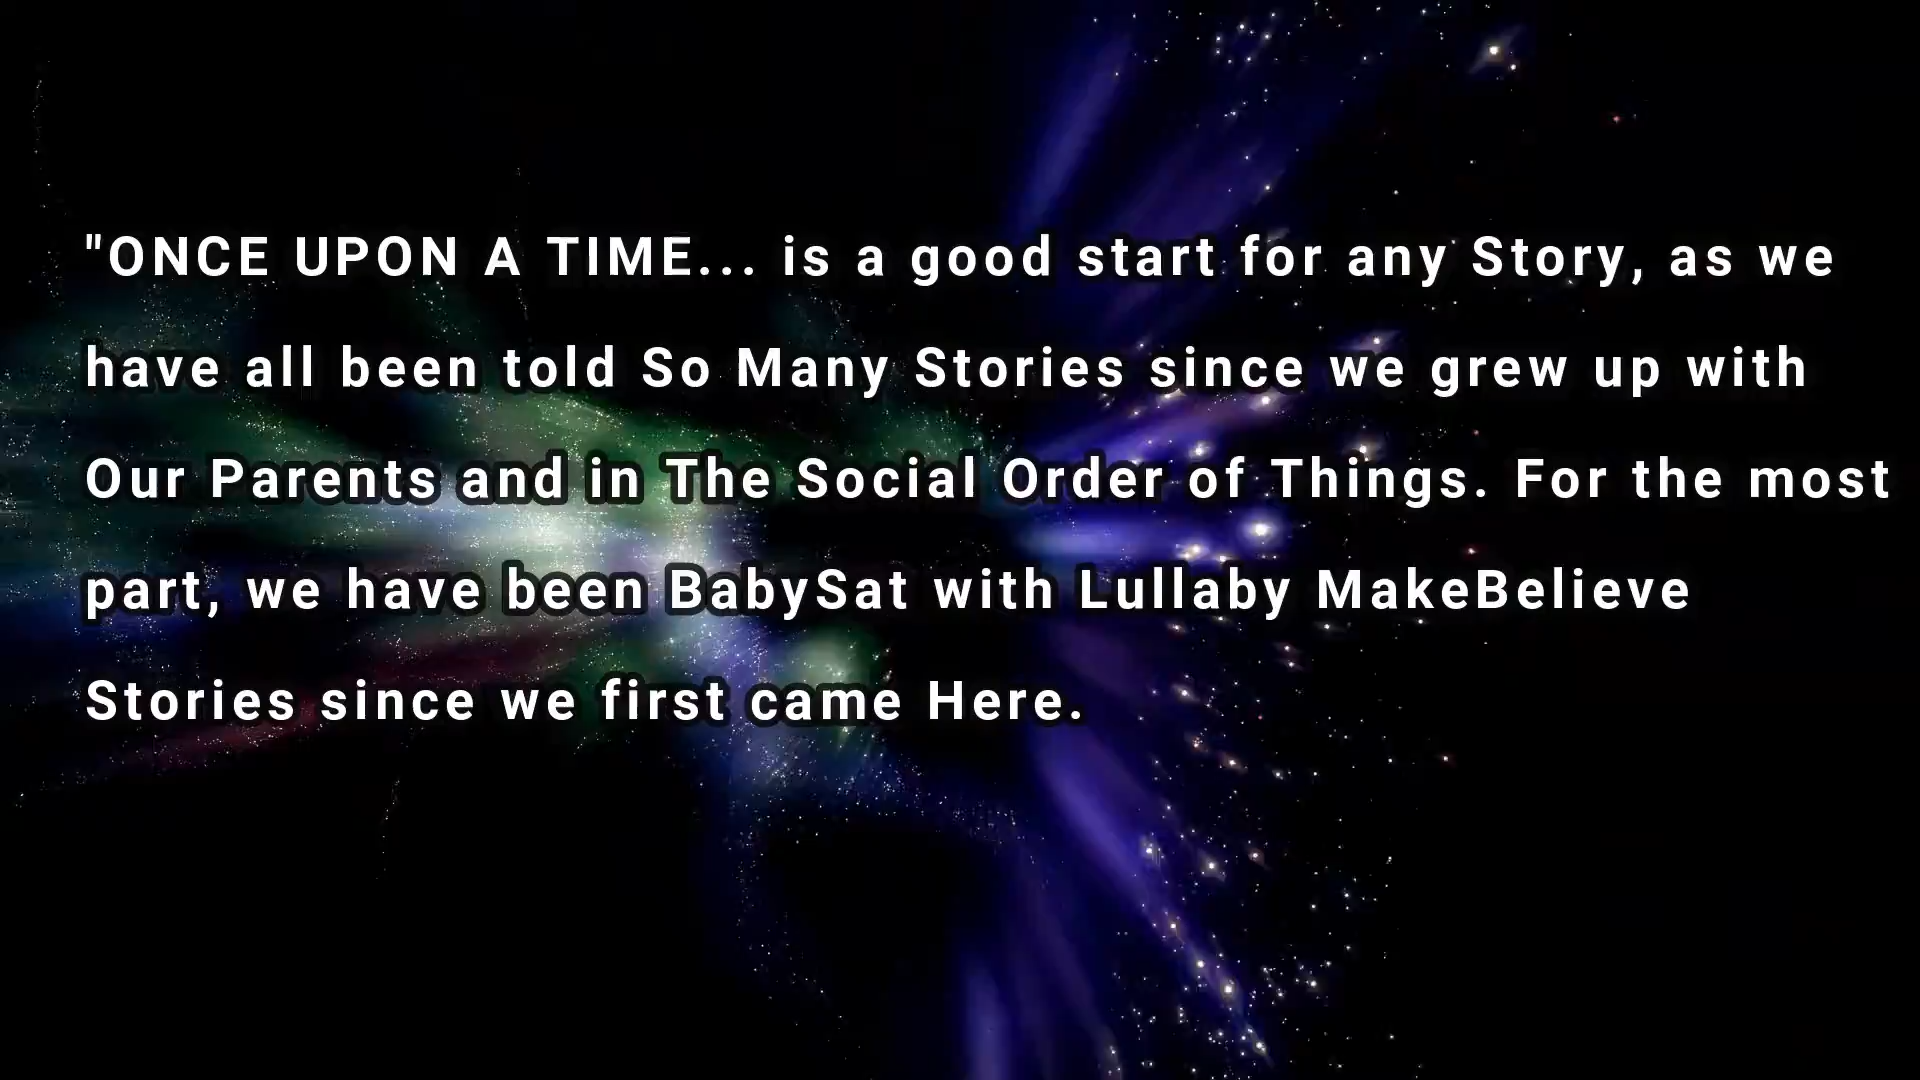 "ONCE UPON A TIME... is a good start for any Story, as we
have all been told So Many Stories since we grew up with
Our Parents and in The Social Order of Things. For the most
part, we have been BabySat with Lullaby MakeBelieve
Stories since we first came Here.